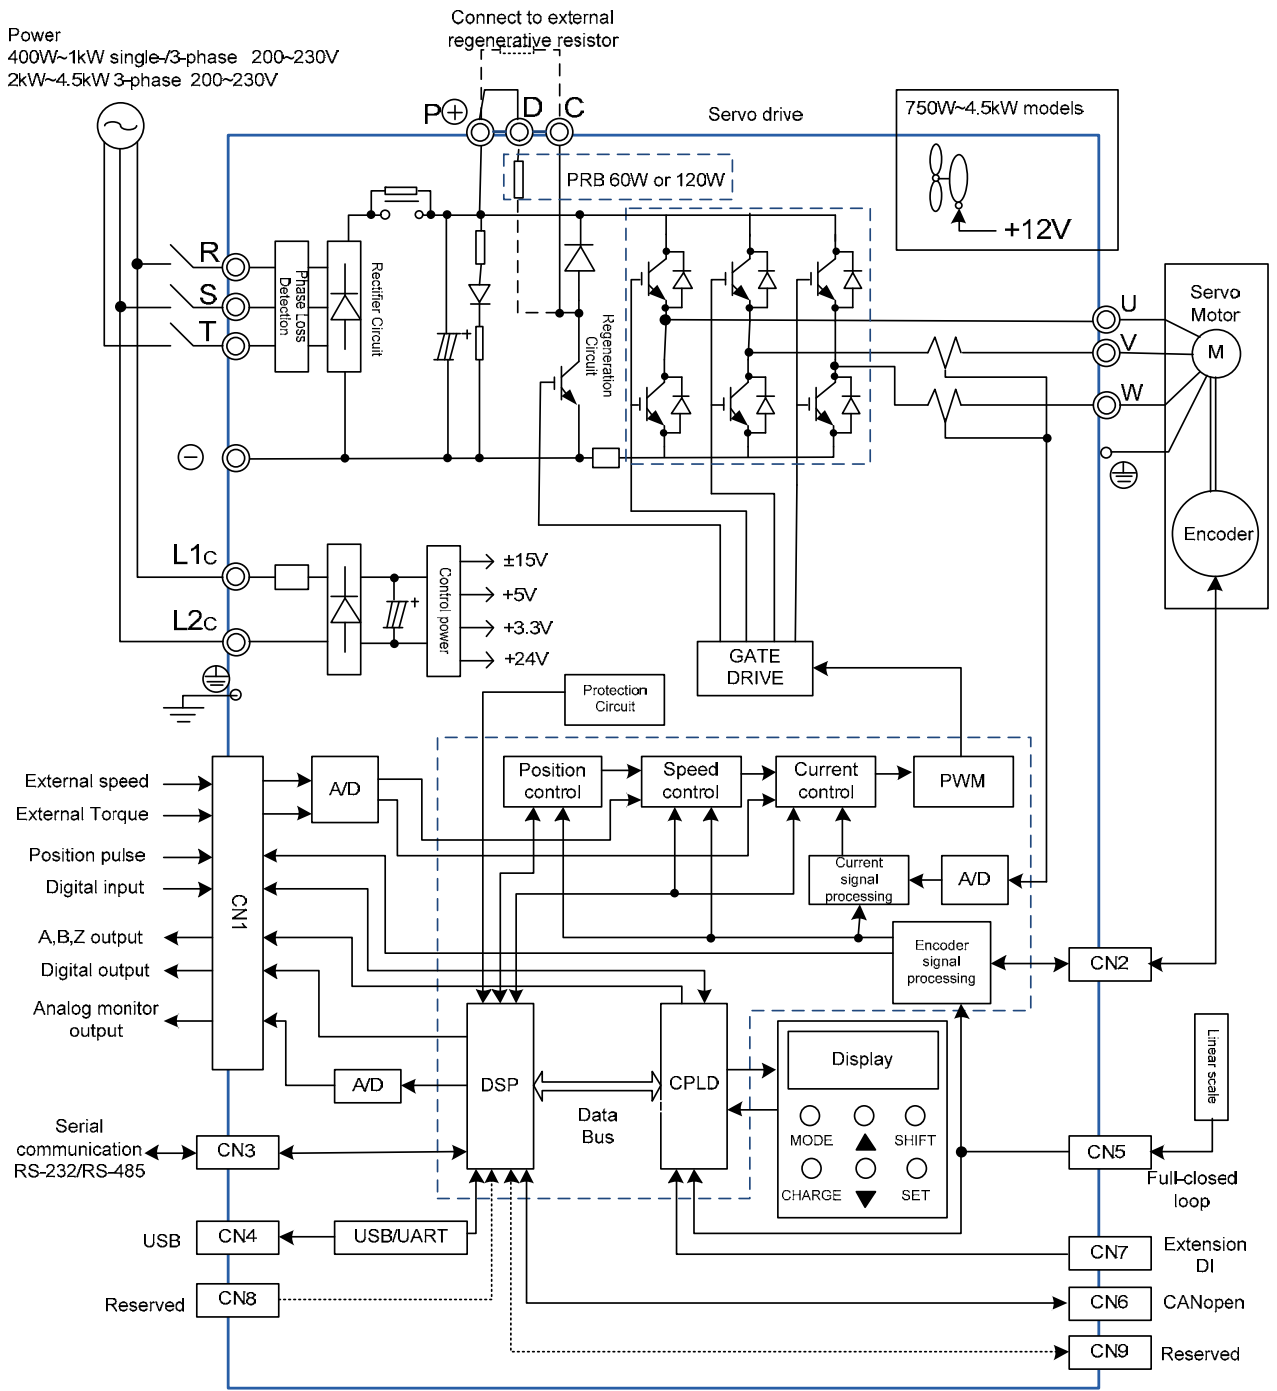 Connect to external
regenerative resistor
Power
400W~1kW single-/3-phase 200~230V
2kW~4.5kW 3-phase 200~230V
P⊕
D
C
Servo drive
750W~4.5kW models
+12V
PRB 60W or 120W
R
S
T
Phase Loss
Detection
Rectifier Circuit
+
Regeneration
Circuit
U
V
W
Servo
Motor
M
Encoder
⊖
L1c
L2c
+
Control power
±15V
+5V
+3.3V
+24V
GATE
DRIVE
Protection
Circuit
External speed
External Torque
Position pulse
Digital input
A,B,Z output
Digital output
Analog monitor
output
CN1
A/D
Position
control
Speed
control
Current
control
PWM
Current
signal
processing
A/D
Encoder
signal
processing
CN2
DSP
Data
Bus
CPLD
A/D
Display
MODE
▲
SHIFT
CHARGE
▼
SET
Linear scale
Serial
communication
RS-232/RS-485
CN3
CN5
Full-closed
loop
USB
CN4
USB/UART
CN7
Extension
DI
Reserved
CN8
CN6
CANopen
CN9
Reserved